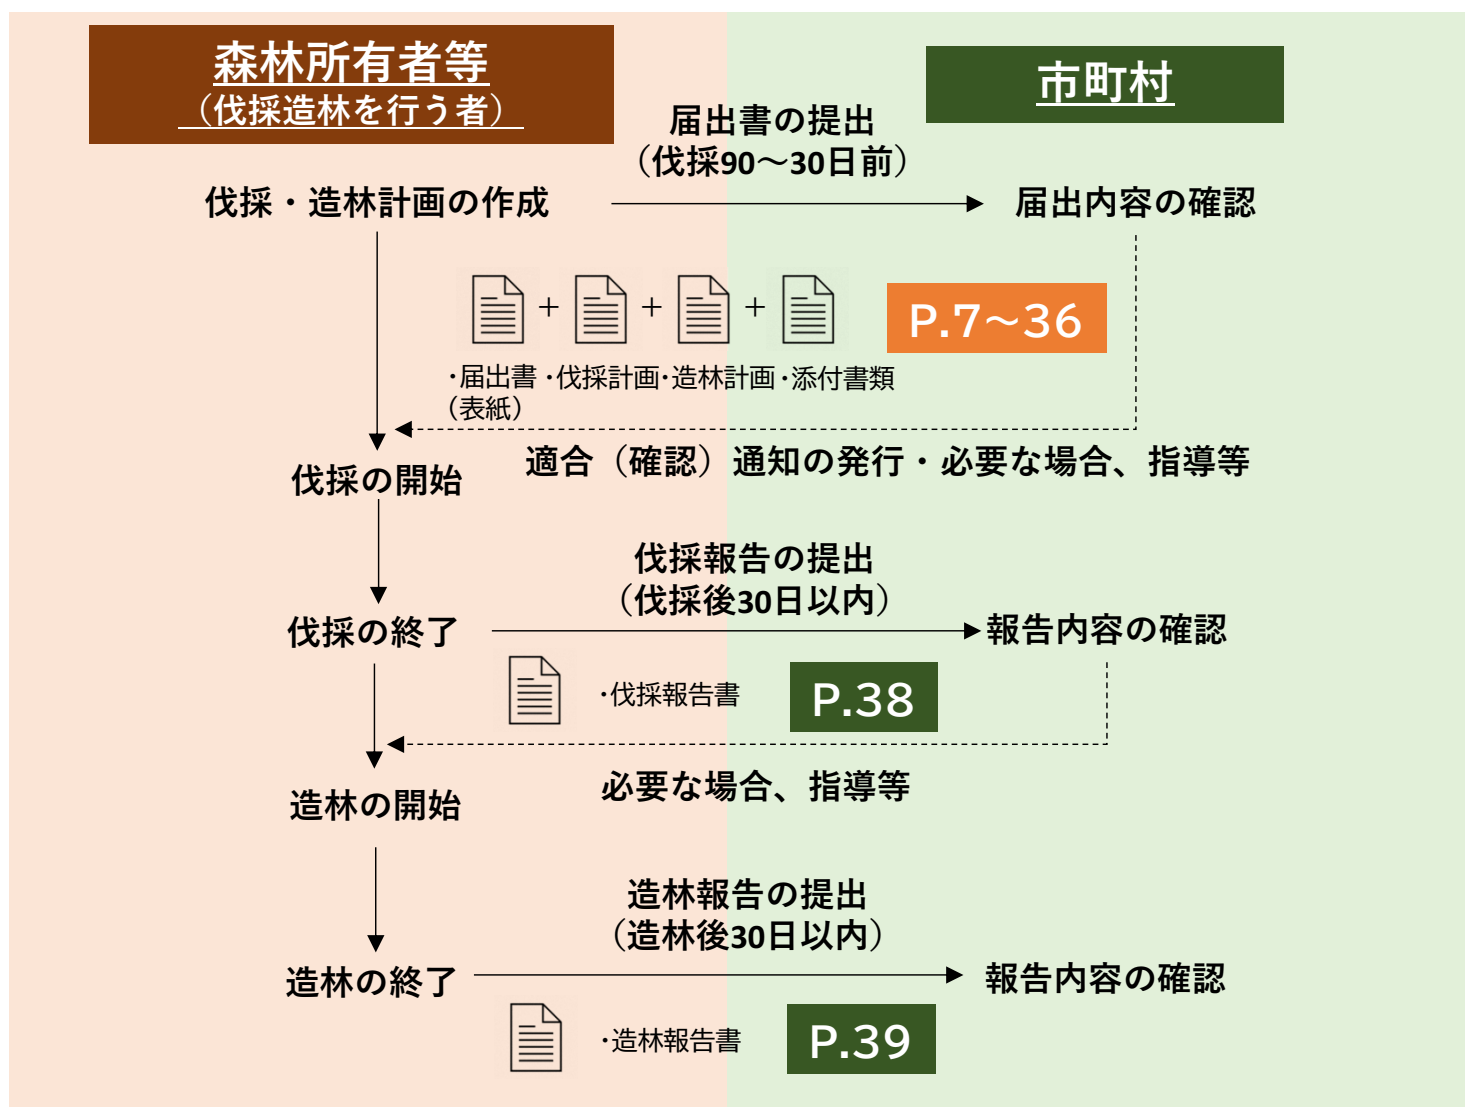 森林所有者等
（伐採造林を行う者）
市町村
届出書の提出
（伐採90～30日前）
伐採・造林計画の作成
届出内容の確認
＋ ＋ ＋
P.7～36
・届出書 ・伐採計画 ・造林計画 ・添付書類
（表紙）
適合（確認）通知の発行・必要な場合、指導等
伐採の開始
伐採報告の提出
（伐採後30日以内）
伐採の終了
報告内容の確認
・伐採報告書
P.38
必要な場合、指導等
造林の開始
造林報告の提出
（造林後30日以内）
造林の終了
報告内容の確認
・造林報告書
P.39